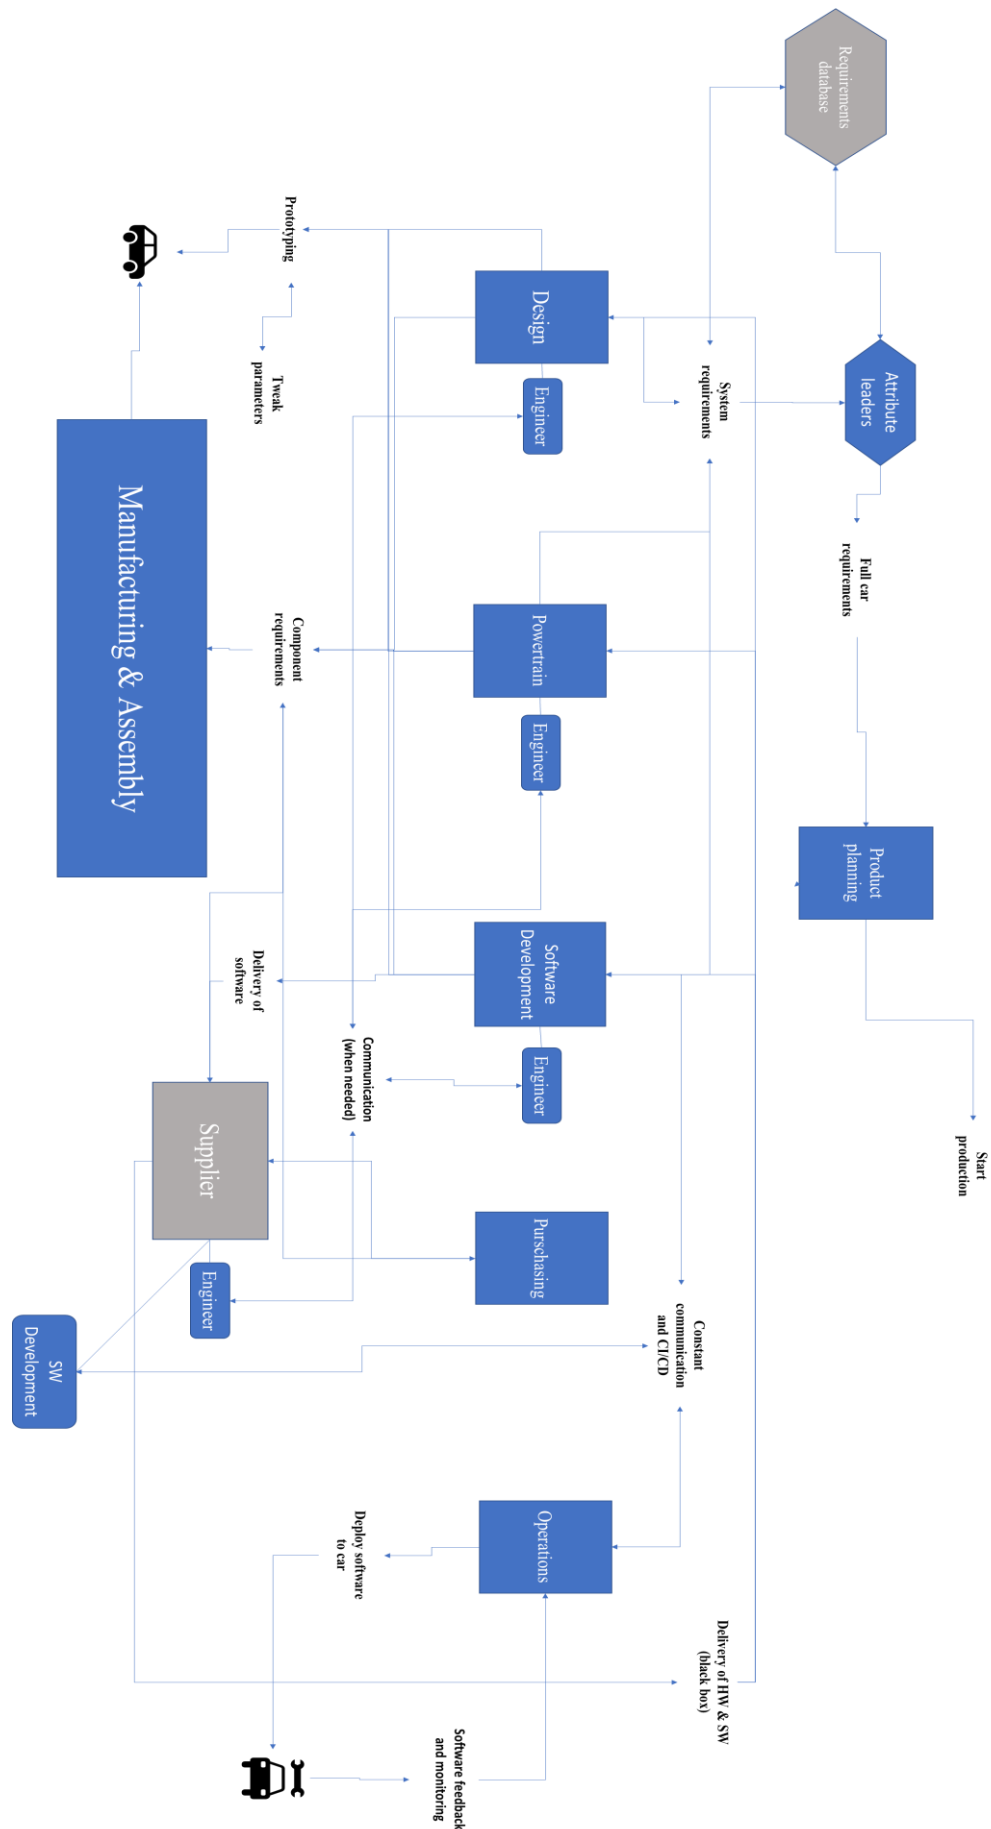 Start
production
Requirements
database
Attribute
leaders
Full car
requirements
Product
planning
System
requirements
Constant
communication
and CI/CD
Delivery of HW & SW
(black box)
Design
Engineer
Powertrain
Engineer
Software
Development
Engineer
Purschasing
Operations
Software feedback
and monitoring
Communication
(when needed)
Deploy software
to car
Prototyping
Tweak
parameters
Component
requirements
Delivery of
software
Supplier
Engineer
Manufacturing & Assembly
SW
Development